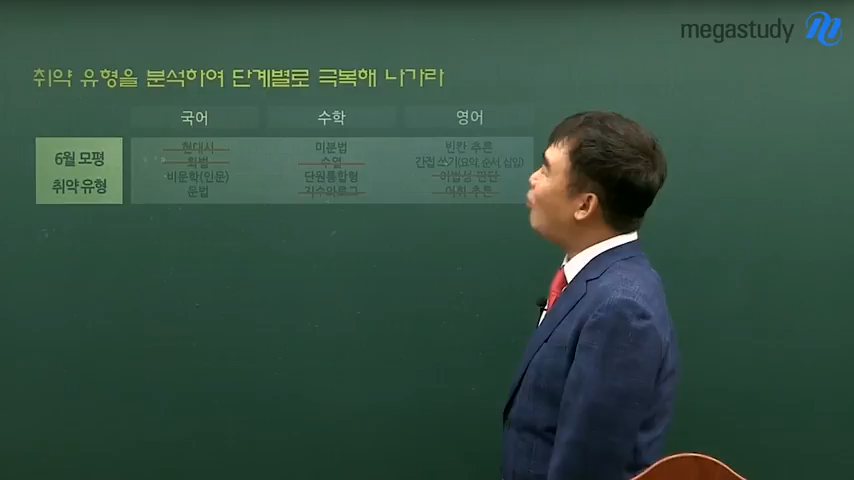 megastudy
취약 유형을 분석하여 단계별로 극복해 나가라
국어 수학 영어
6월 모평
취약 유형
현대시 미분법 빈칸 추론
화법 수열 간접 쓰기(요약, 순서, 삽입)
비문학(인문) 단원통합형 어법성 판단
문법 지수와로그 어휘 추론